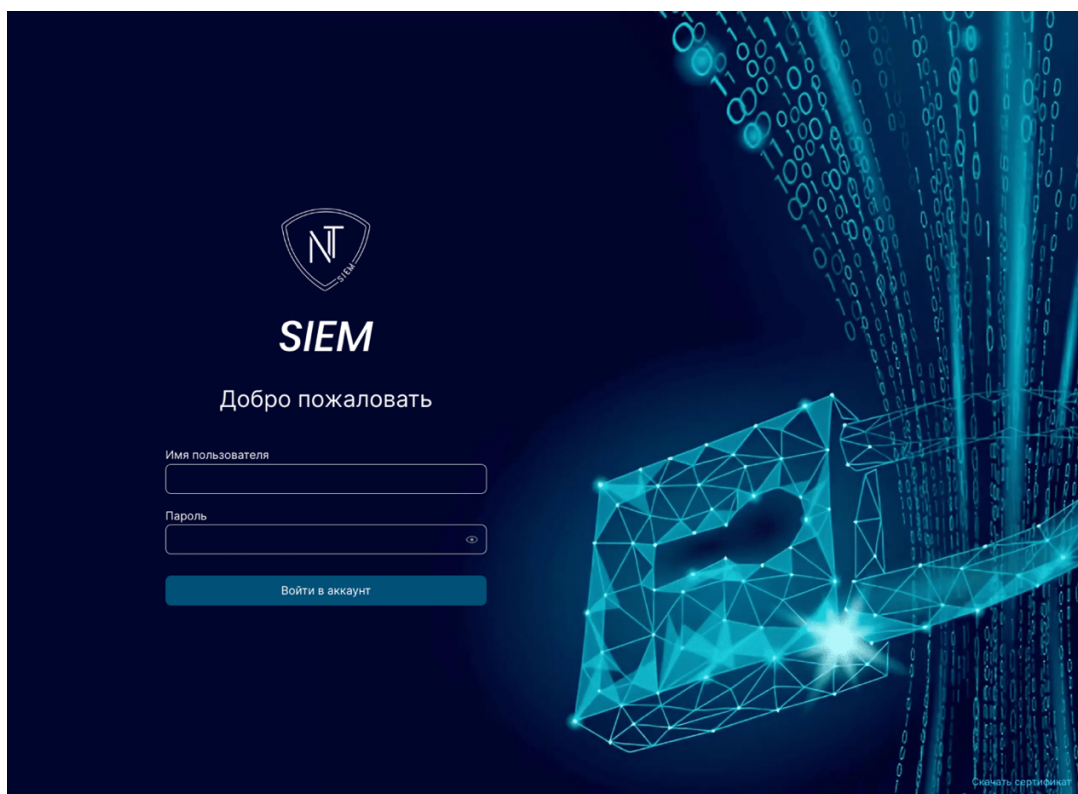 NT
SIEM
SIEM
Добро пожаловать
Имя пользователя
Пароль
Войти в аккаунт
Скачать сертификат